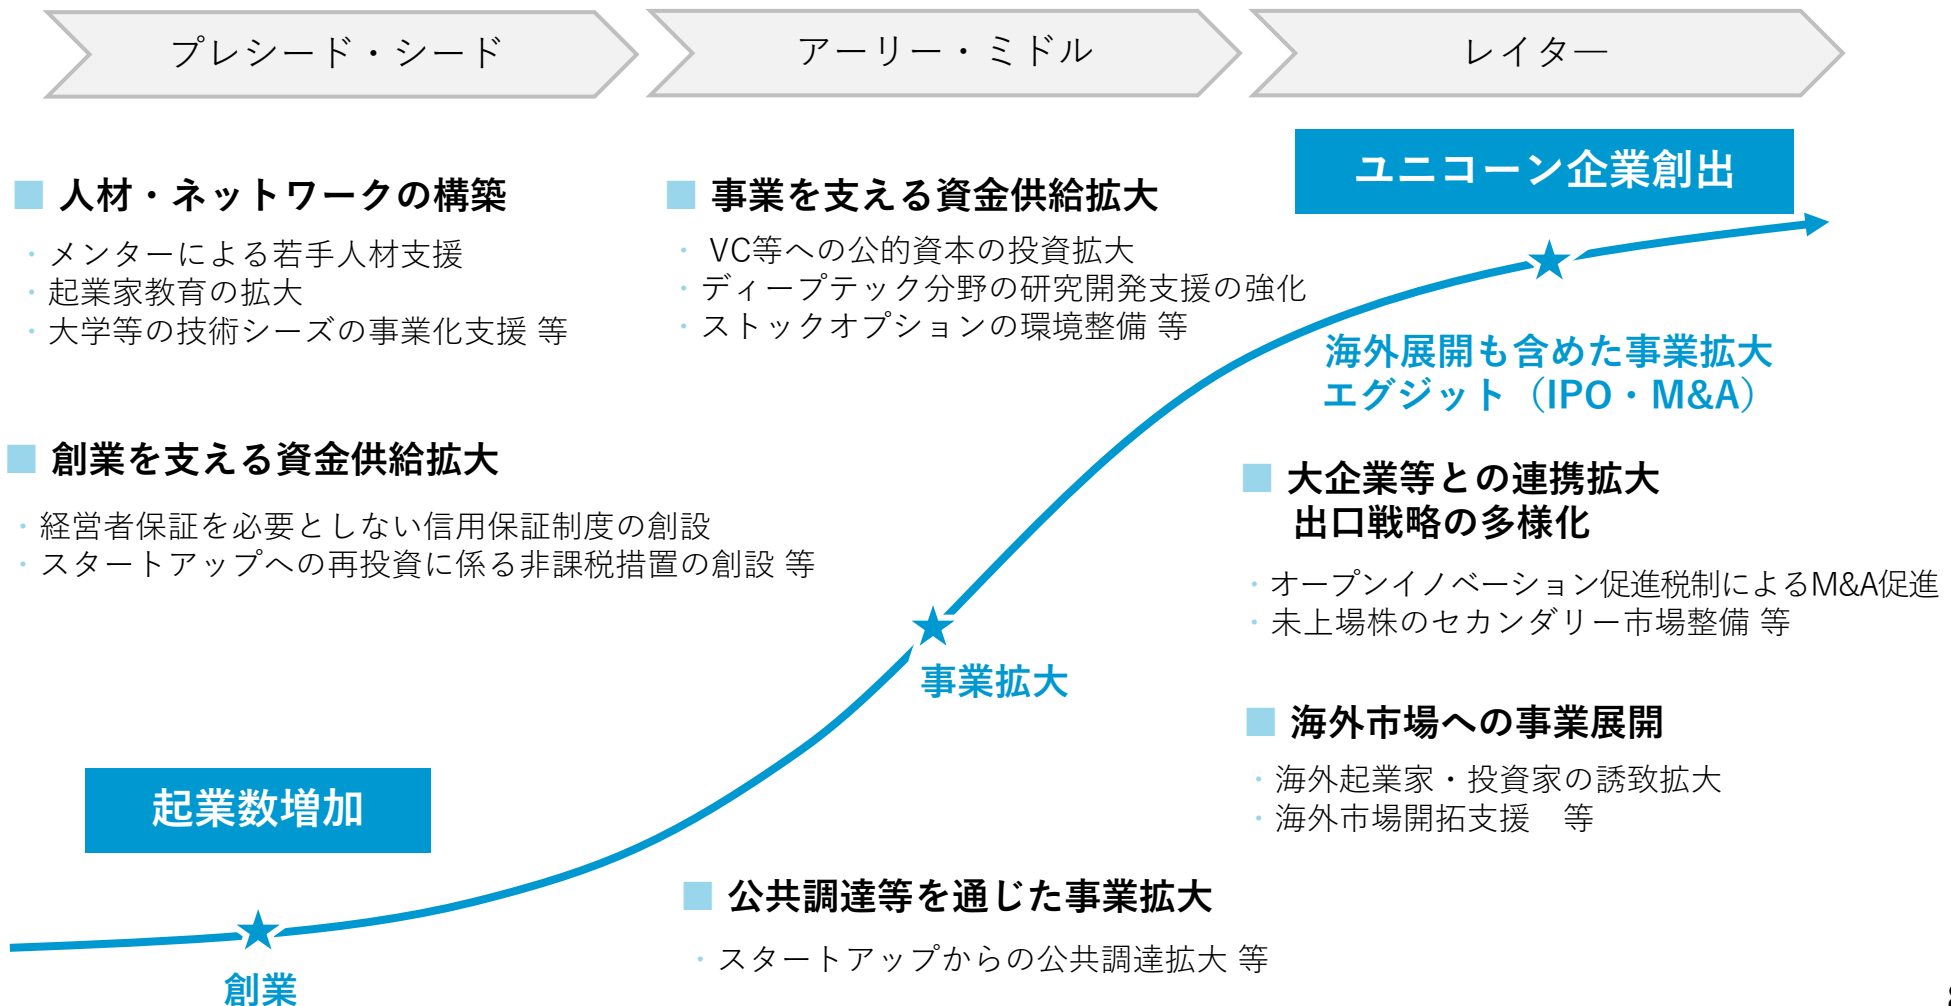 プレシード・シード
アーリー・ミドル
レイター
ユニコーン企業創出
■ 人材・ネットワークの構築
・メンターによる若手人材支援
・起業家教育の拡大
・大学等の技術シーズの事業化支援 等
■ 事業を支える資金供給拡大
・VC等への公的資本の投資拡大
・ディープテック分野の研究開発支援の強化
・ストックオプションの環境整備 等
海外展開も含めた事業拡大
エグジット（IPO・M&A）
■ 創業を支える資金供給拡大
・経営者保証を必要としない信用保証制度の創設
・スタートアップへの再投資に係る非課税措置の創設 等
■ 大企業等との連携拡大
出口戦略の多様化
・オープンイノベーション促進税制によるM&A促進
・未上場株のセカンダリー市場整備 等
事業拡大
■ 海外市場への事業展開
・海外起業家・投資家の誘致拡大
・海外市場開拓支援　等
起業数増加
■ 公共調達等を通じた事業拡大
・スタートアップからの公共調達拡大 等
創業